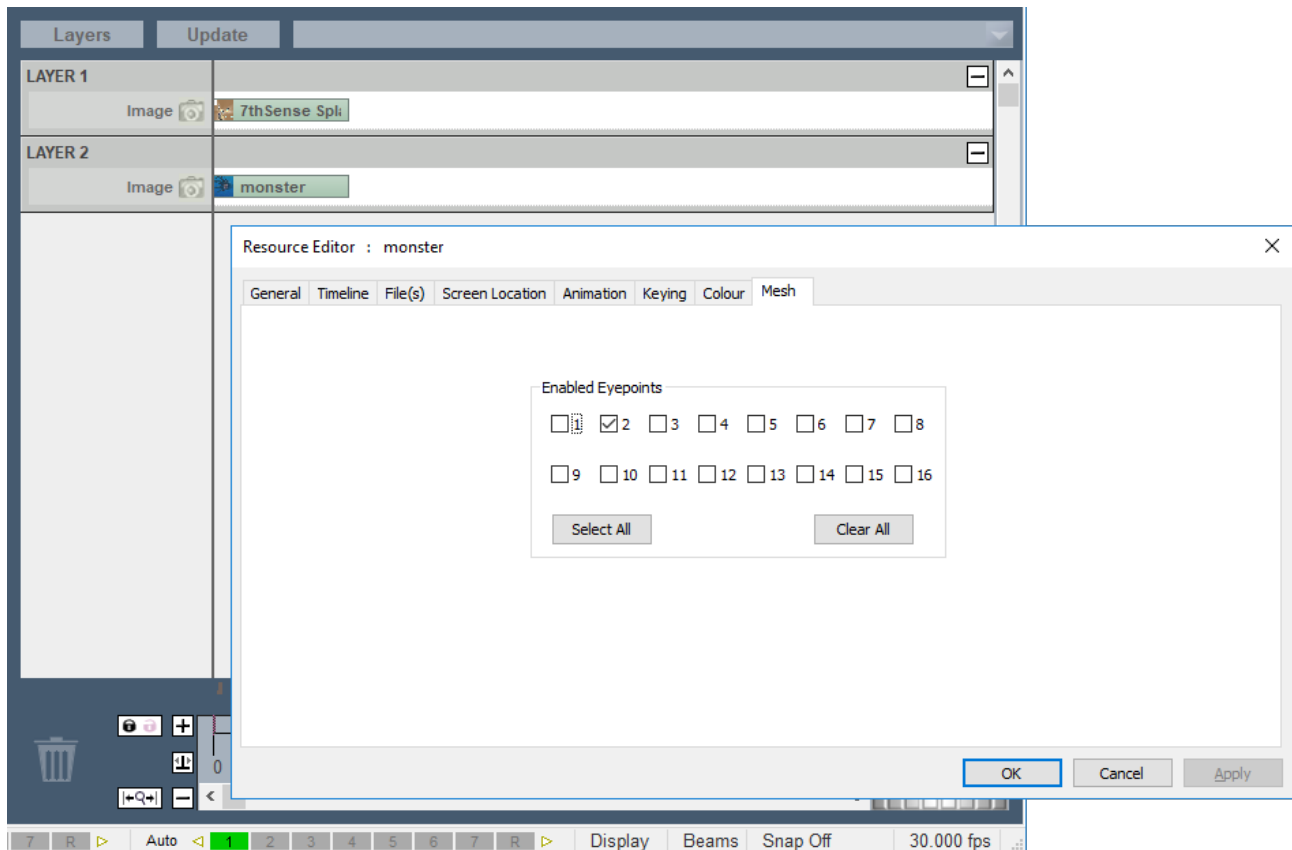 Layers Update
LAYER 1
Image 7thSense Spl
LAYER 2
Image monster
Resource Editor : monster
General Timeline File(s) Screen Location Animation Keying Colour Mesh
Enabled Eyepoints
1 2 3 4 5 6 7 8
9 10 11 12 13 14 15 16
Select All Clear All
0
OK Cancel Apply
7 R Auto 1 2 3 4 5 6 7 R Display Beams Snap Off 30.000 fps